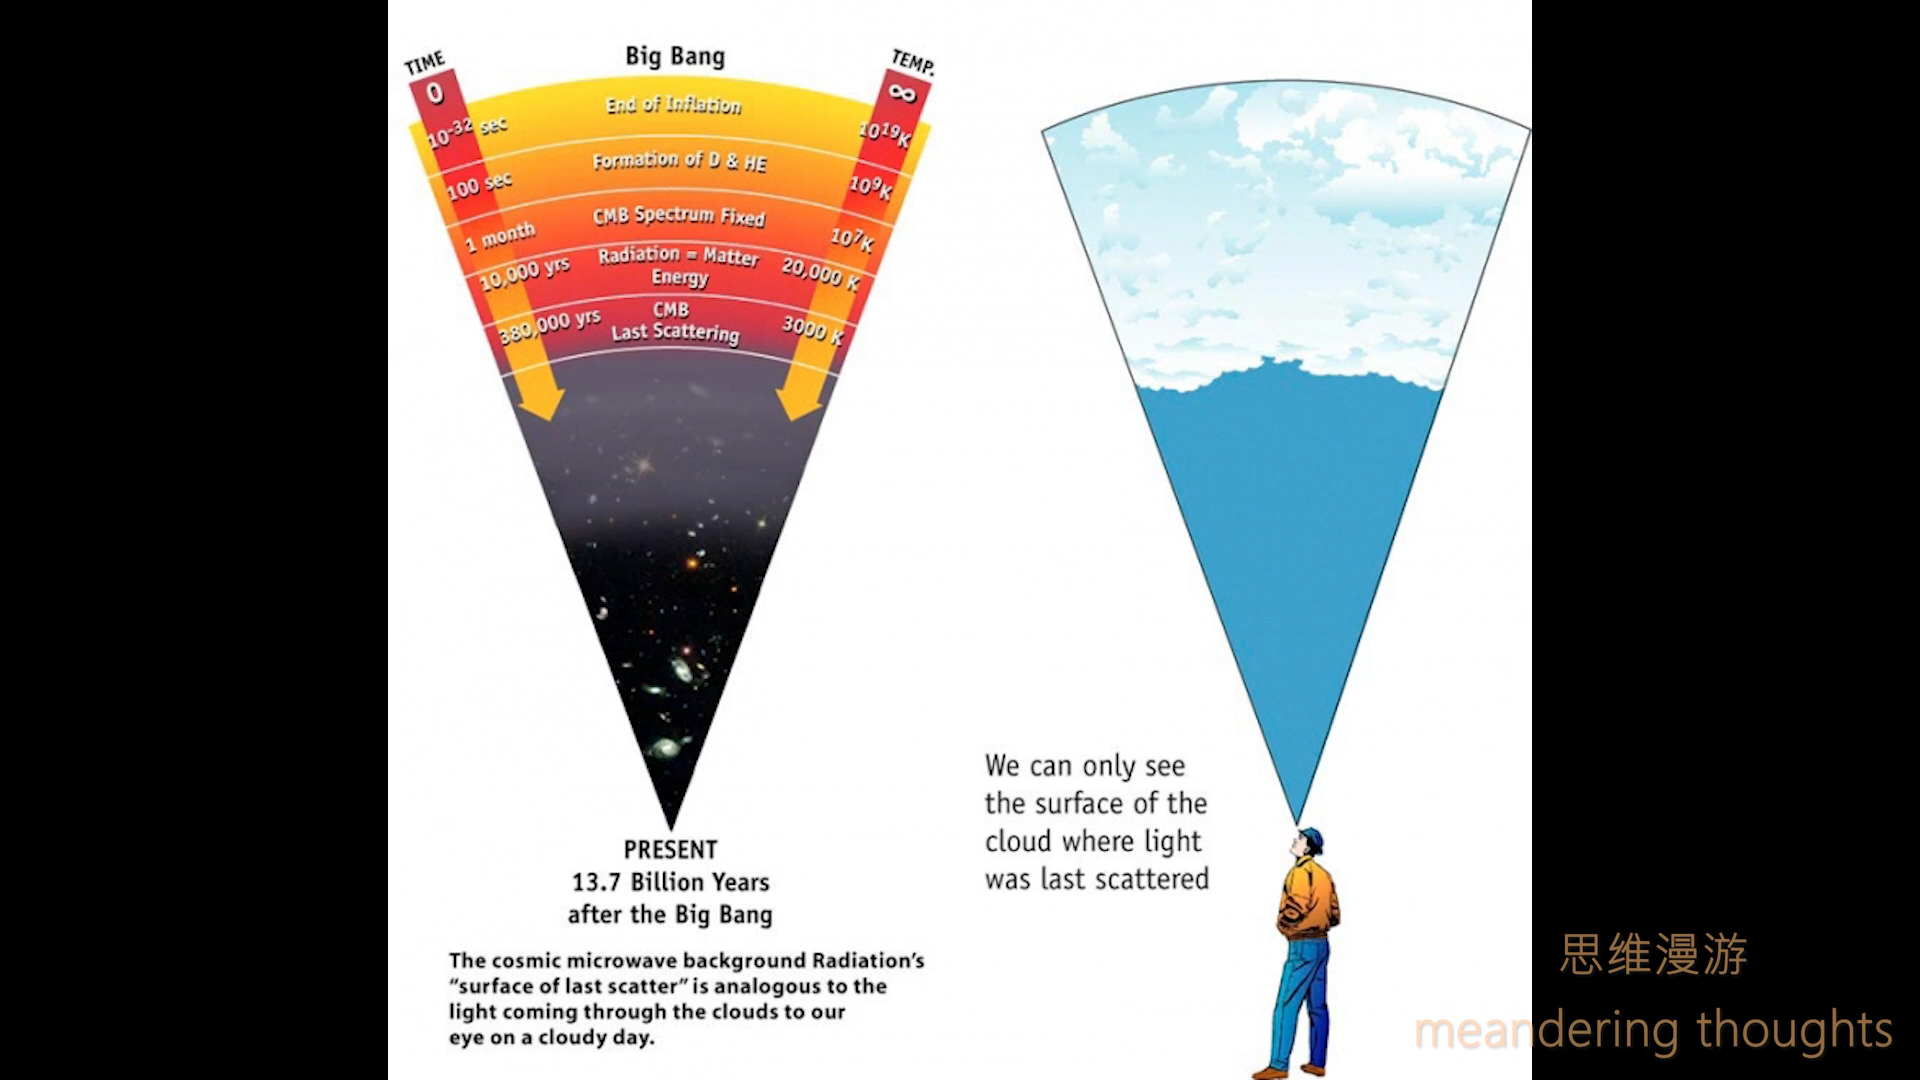 TIME
Big Bang
TEMP.
0
∞
End of Inflation
10⁻³² sec
10¹⁹K
Formation of D & HE
100 sec
10⁹K
CMB Spectrum Fixed
1 month
10⁷K
Radiation = Matter
Energy
10,000 yrs
20,000 K
CMB
Last Scattering
380,000 yrs
3000 K
PRESENT
13.7 Billion Years
after the Big Bang
The cosmic microwave background Radiation's
"surface of last scatter" is analogous to the
light coming through the clouds to our
eye on a cloudy day.
We can only see
the surface of the
cloud where light
was last scattered
思维漫游
meandering thoughts